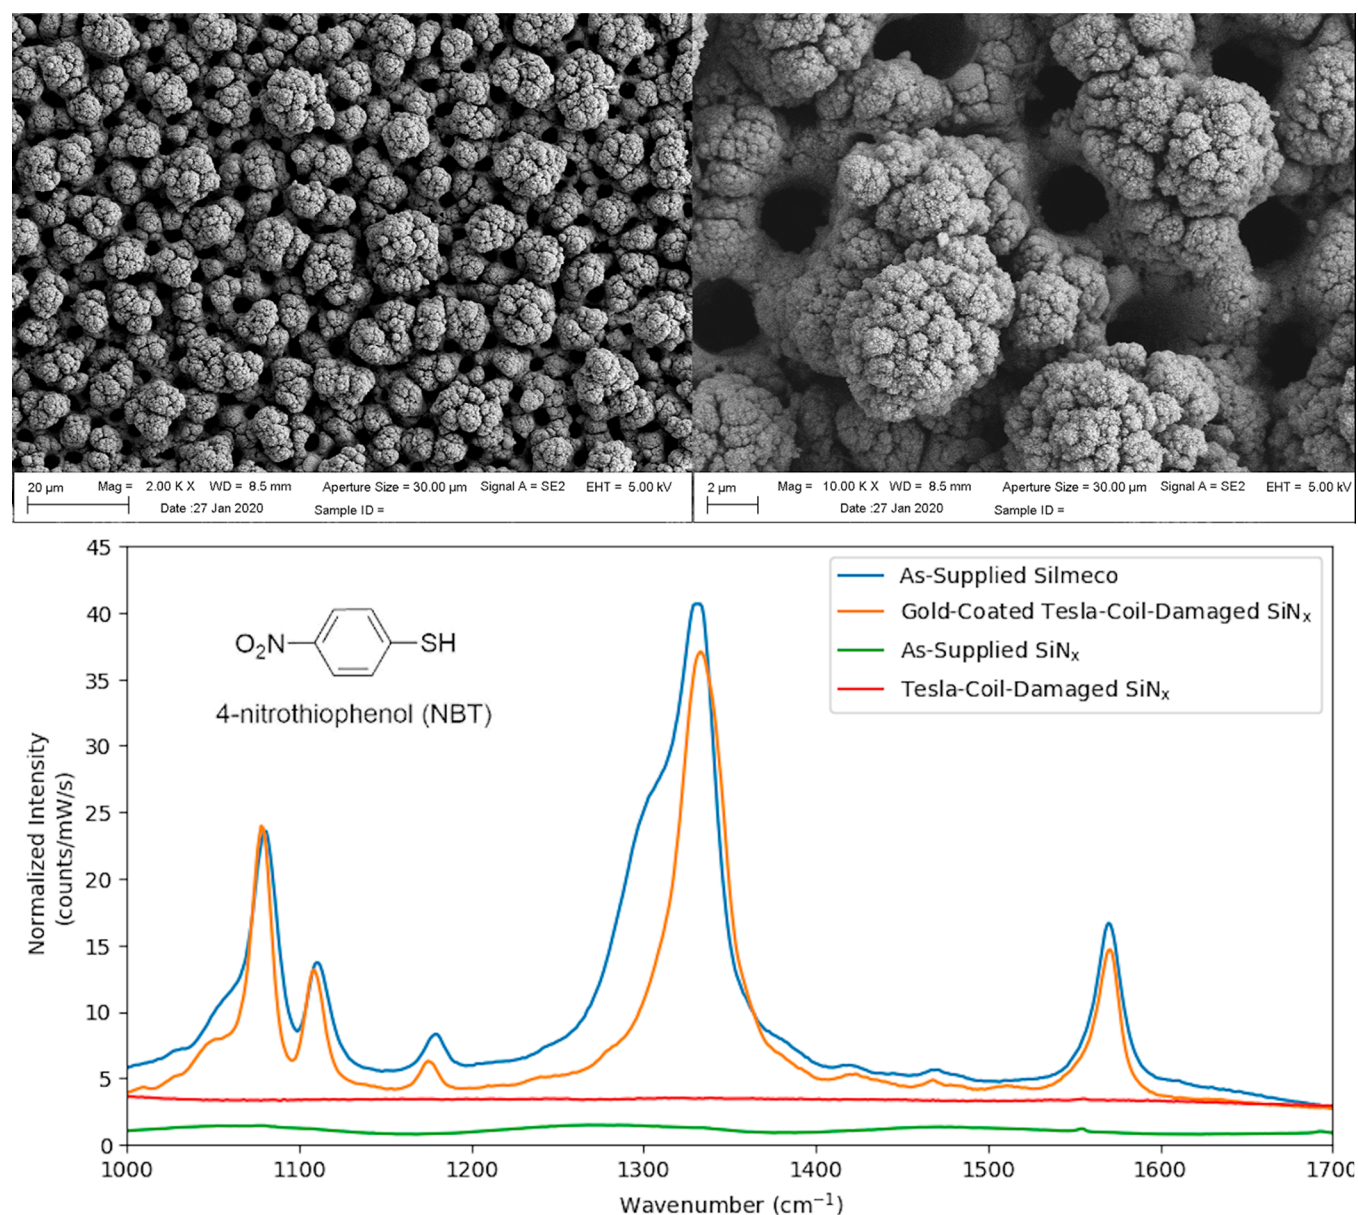 20 µm Mag = 2.00 K X WD = 8.5 mm Aperture Size = 30.00 µm Signal A = SE2 EHT = 5.00 kV
Date :27 Jan 2020 Sample ID =
2 µm Mag = 10.00 K X WD = 8.5 mm Aperture Size = 30.00 µm Signal A = SE2 EHT = 5.00 kV
Date :27 Jan 2020 Sample ID =
45
40
35
30
25
20
15
10
5
0
Normalized Intensity
(counts/mW/s)
O₂N SH
4-nitrothiophenol (NBT)
As-Supplied Silmeco
Gold-Coated Tesla-Coil-Damaged SiNₓ
As-Supplied SiNₓ
Tesla-Coil-Damaged SiNₓ
1000 1100 1200 1300 1400 1500 1600 1700
Wavenumber (cm⁻¹)